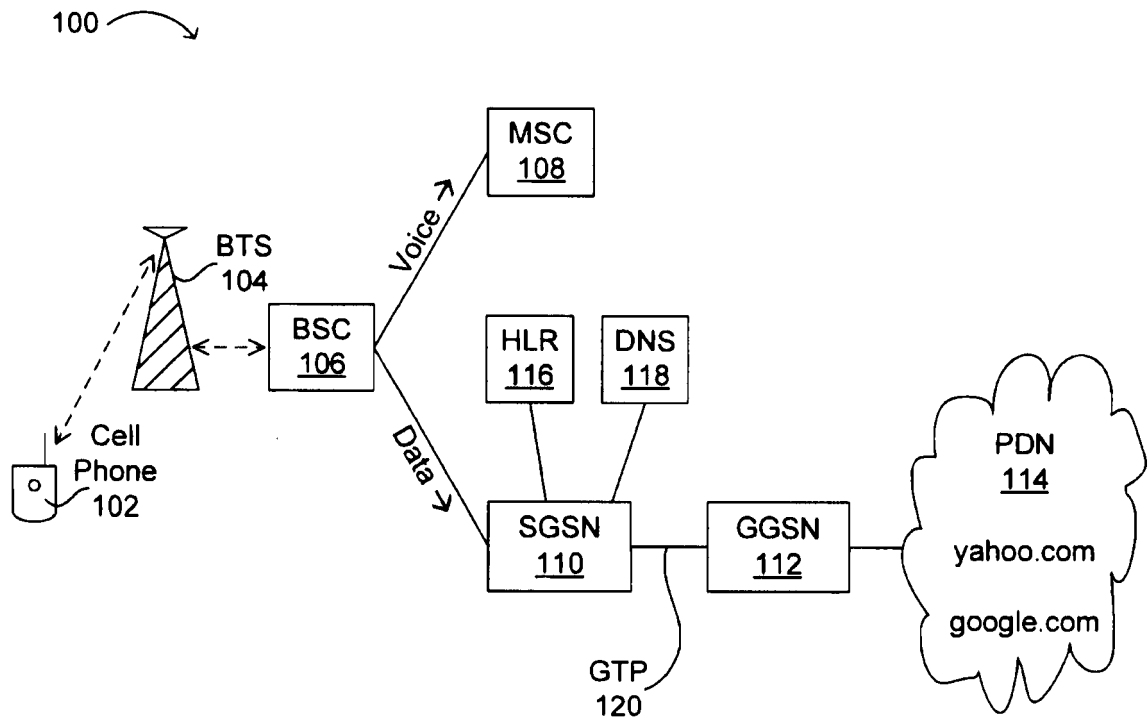 100
MSC
108
Voice →
BTS
104
BSC
106
HLR
116
DNS
118
Cell
Phone
102
Data →
SGSN
110
GGSN
112
PDN
114
yahoo.com
google.com
GTP
120